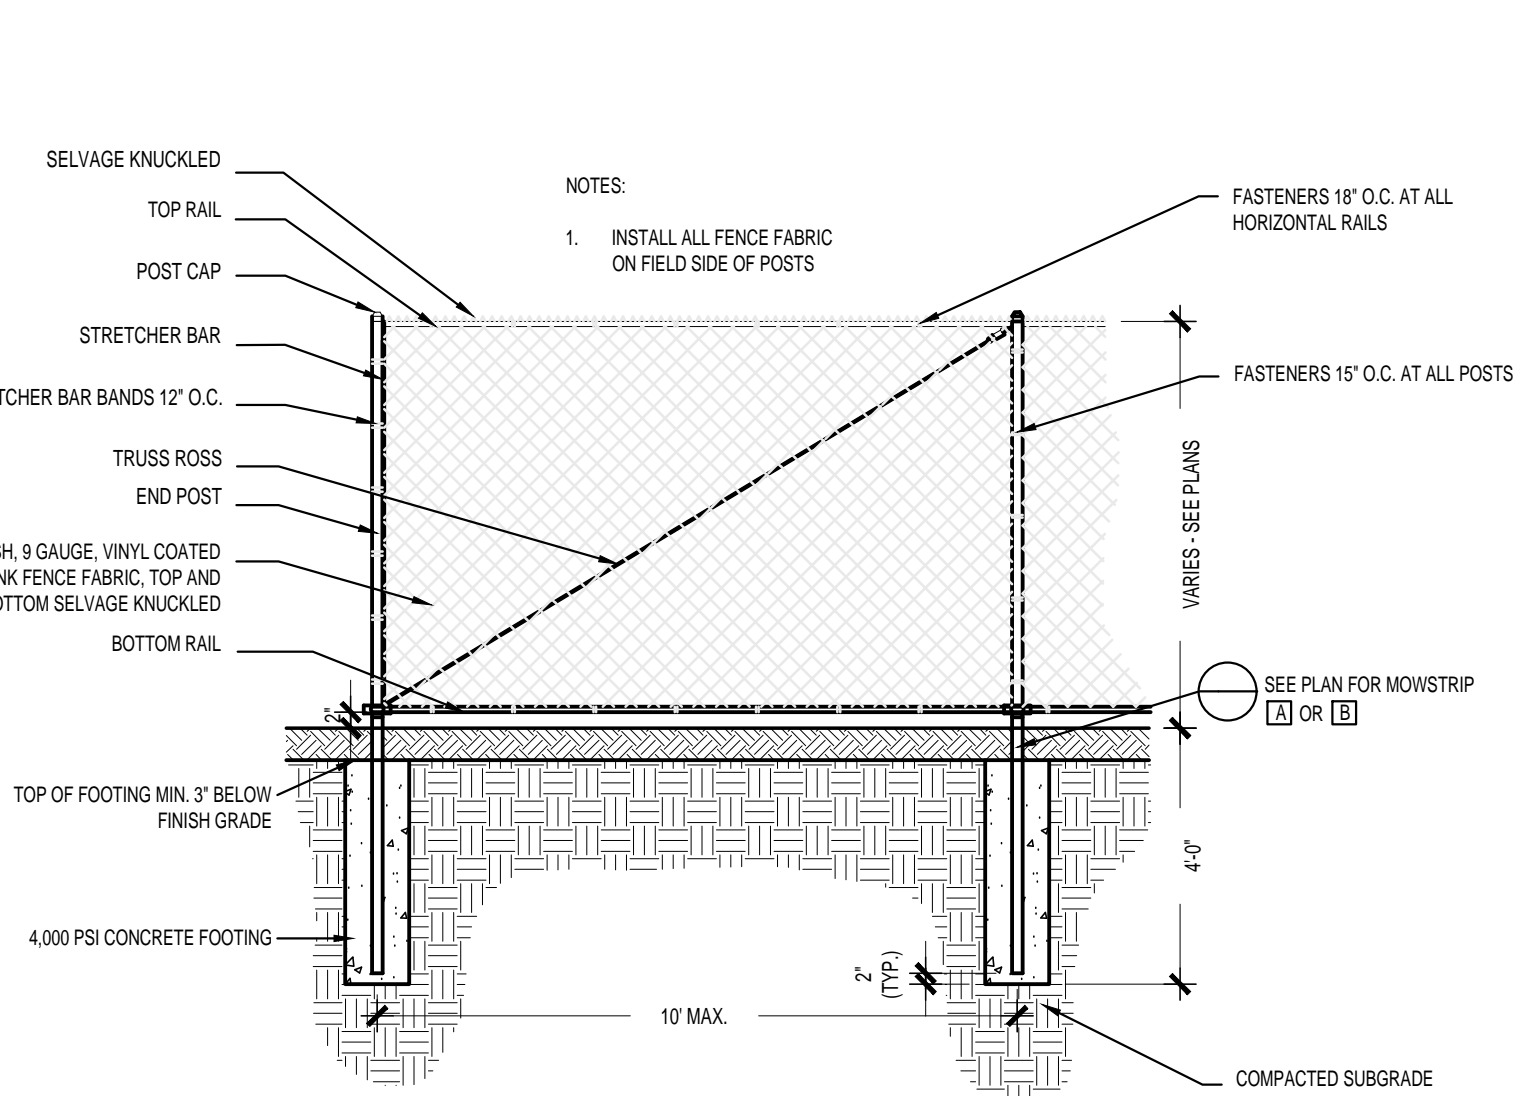 SELVAGE KNUCKLED
TOP RAIL
POST CAP
STRETCHER BAR
BAR BANDS 12" O.C.
TRUSS ROSS
END POST
9 GAUGE, VINYL COATED
FENCE FABRIC, TOP AND
SELVAGE KNUCKLED
BOTTOM RAIL
2"
TOP OF FOOTING MIN. 3" BELOW
FINISH GRADE
4,000 PSI CONCRETE FOOTING
NOTES:
1. INSTALL ALL FENCE FABRIC
ON FIELD SIDE OF POSTS
FASTENERS 18" O.C. AT ALL
HORIZONTAL RAILS
FASTENERS 15" O.C. AT ALL POSTS
VARIES - SEE PLANS
SEE PLAN FOR MOWSTRIP
A OR B
4'-0"
2"
(TYP.)
10' MAX.
COMPACTED SUBGRADE